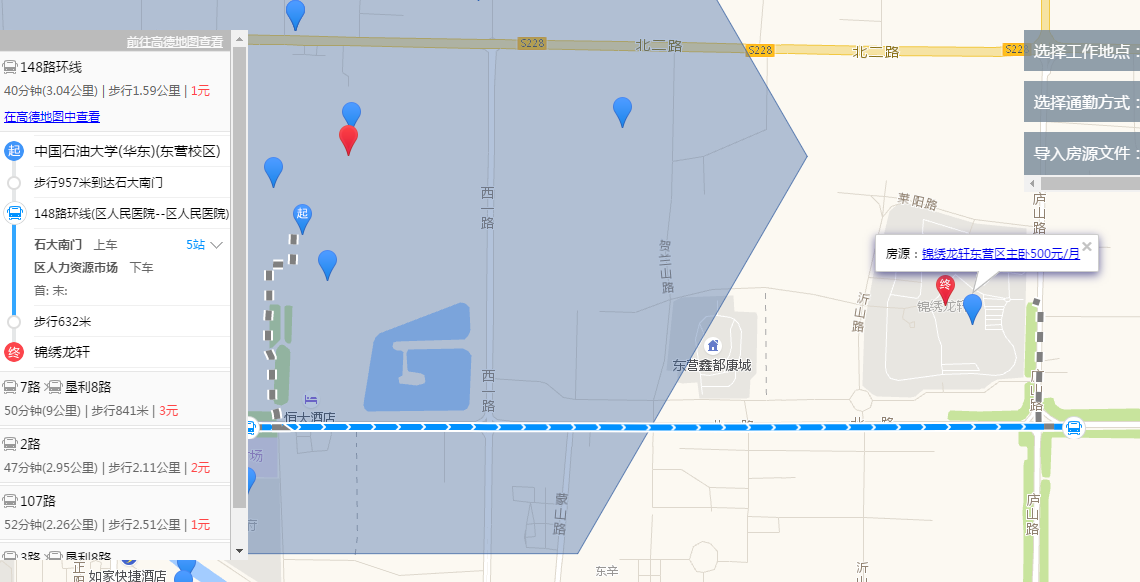 前往高德地图查看
148路环线
40分钟(3.04公里) | 步行1.59公里 | 1元
在高德地图中查看
起 中国石油大学(华东)(东营校区)
步行957米到达石大南门
148路环线(区人民医院--区人民医院)
石大南门 上车 5站
区人力资源市场 下车
首: 末:
步行632米
终 锦绣龙轩
7路 垦利8路
50分钟(9公里) | 步行841米 | 3元
2路
47分钟(2.95公里) | 步行2.11公里 | 2元
107路
52分钟(2.26公里) | 步行2.51公里 | 1元
3路 垦利8路
S228
北二路
S228
北二路
S22
选择工作地点：
选择通勤方式：
导入房源文件：
西一路
贺兰山路
莱阳路
庐山路
房源：锦绣龙轩东营区主卧500元/月
×
起
终
锦绣龙轩
沂山路
东营鑫都康城
恒大酒店
西一路
庐山路
场
蒙山路
庐山路
东辛
沂
如家快捷酒店